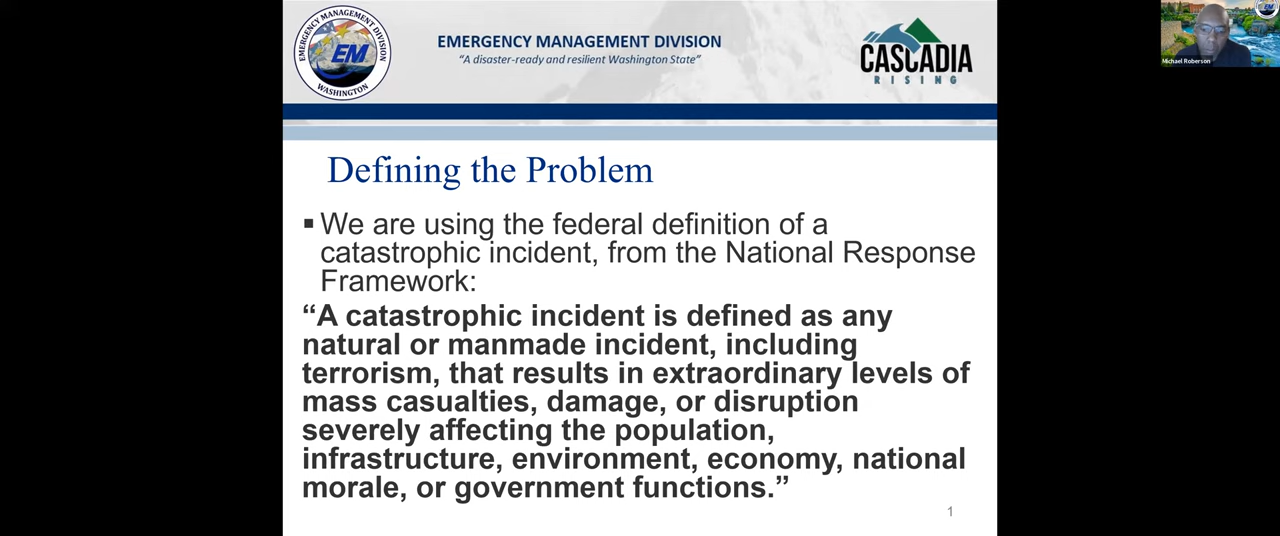 EMERGENCY MANAGEMENT DIVISION
EM
WASHINGTON
EMERGENCY MANAGEMENT DIVISION
"A disaster-ready and resilient Washington State"
CASCADIA
RISING
EM
Michael Roberson
Defining the Problem
▪ We are using the federal definition of a
catastrophic incident, from the National Response
Framework:
“A catastrophic incident is defined as any
natural or manmade incident, including
terrorism, that results in extraordinary levels of
mass casualties, damage, or disruption
severely affecting the population,
infrastructure, environment, economy, national
morale, or government functions.”
1